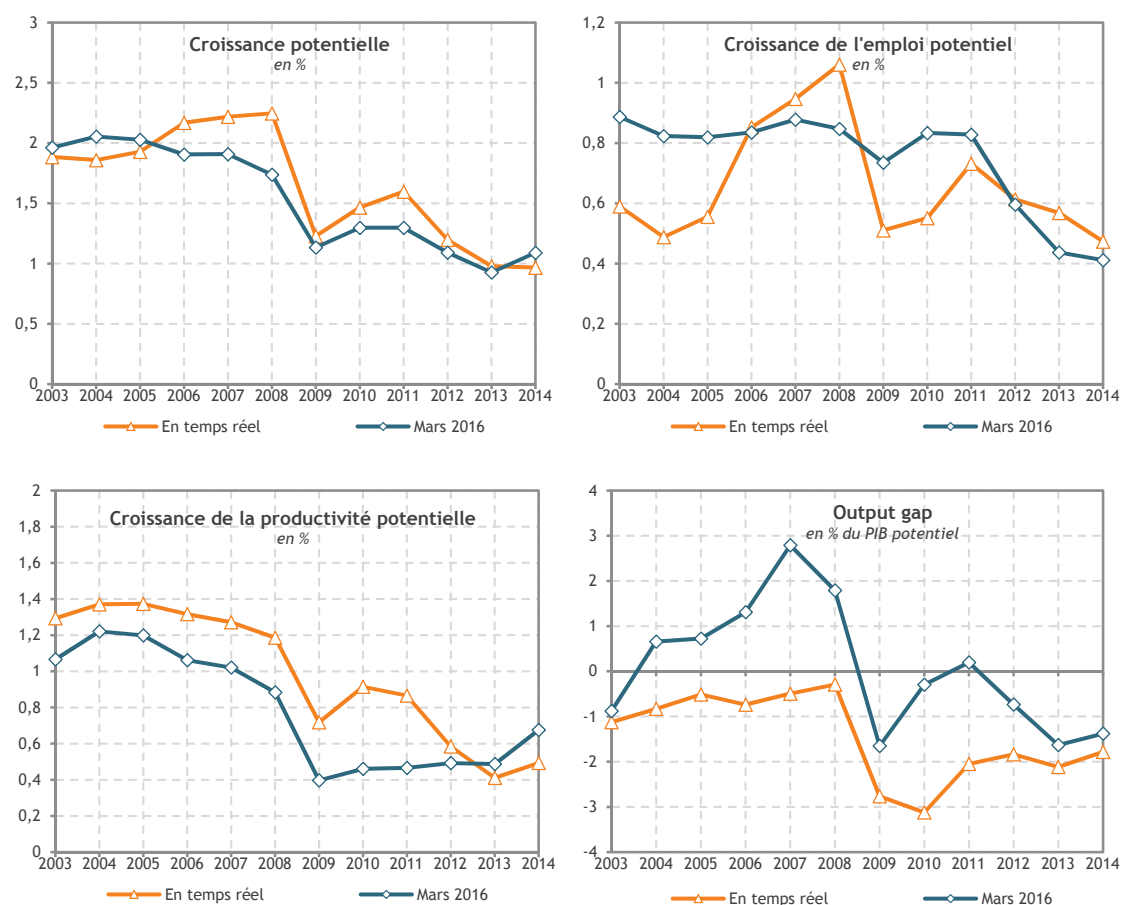 Croissance potentielle
en %
3
2,5
2
1,5
1
0,5
0
2003 2004 2005 2006 2007 2008 2009 2010 2011 2012 2013 2014
En temps réel Mars 2016
Croissance de l'emploi potentiel
en %
1,2
1
0,8
0,6
0,4
0,2
0
2003 2004 2005 2006 2007 2008 2009 2010 2011 2012 2013 2014
En temps réel Mars 2016
Croissance de la productivité potentielle
en %
2
1,8
1,6
1,4
1,2
1
0,8
0,6
0,4
0,2
0
2003 2004 2005 2006 2007 2008 2009 2010 2011 2012 2013 2014
En temps réel Mars 2016
Output gap
en % du PIB potentiel
4
3
2
1
0
-1
-2
-3
-4
2003 2004 2005 2006 2007 2008 2009 2010 2011 2012 2013 2014
En temps réel Mars 2016